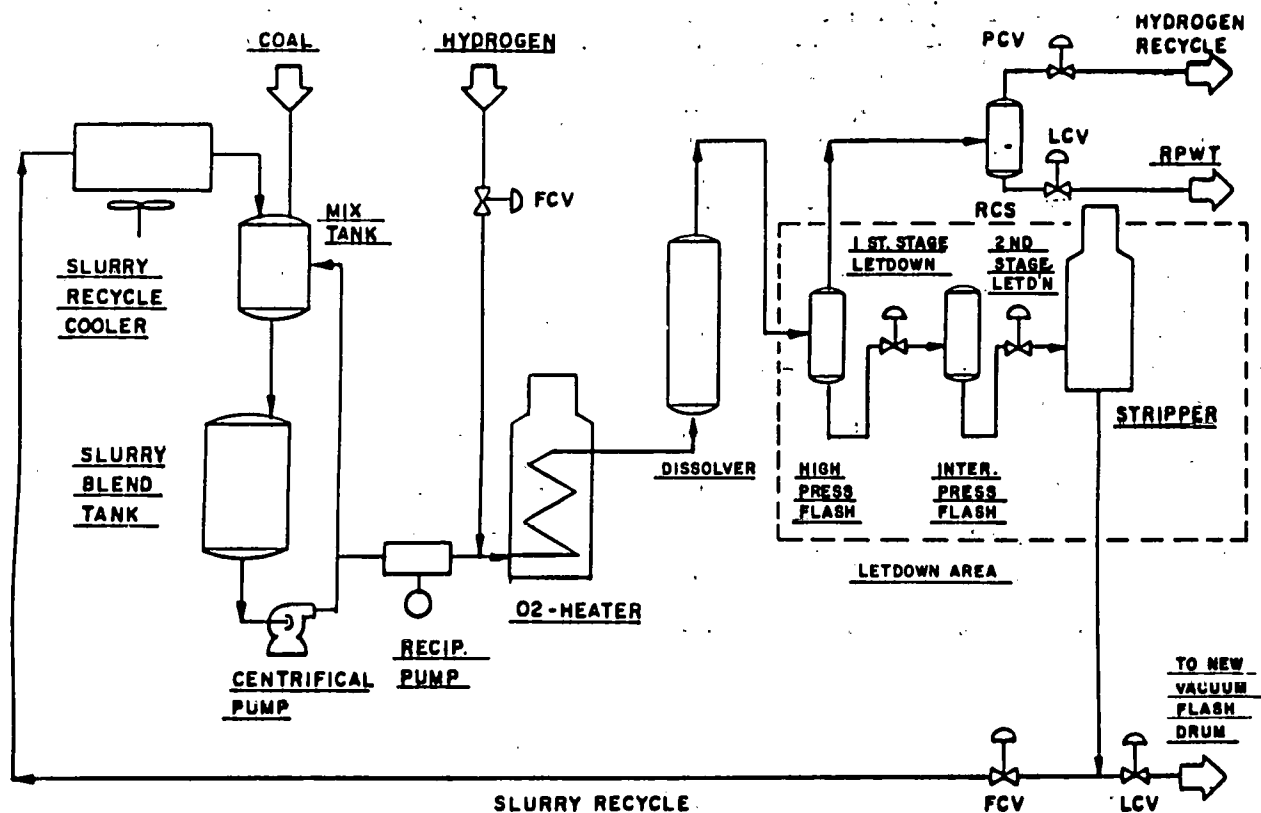 COAL
HYDROGEN
PCV
HYDROGEN
RECYCLE
LCV
RPWT
FCV
MIX
TANK
RCS
SLURRY
RECYCLE
COOLER
1 ST. STAGE
LETDOWN
2ND
STAGE
LETD'N
STRIPPER
SLURRY
BLEND
TANK
DISSOLVER
HIGH
PRESS
FLASH
INTER.
PRESS
FLASH
LETDOWN AREA
O2-HEATER
RECIP.
PUMP
CENTRIFICAL
PUMP
TO NEW
VACUUM
FLASH
DRUM
SLURRY RECYCLE
FCV
LCV